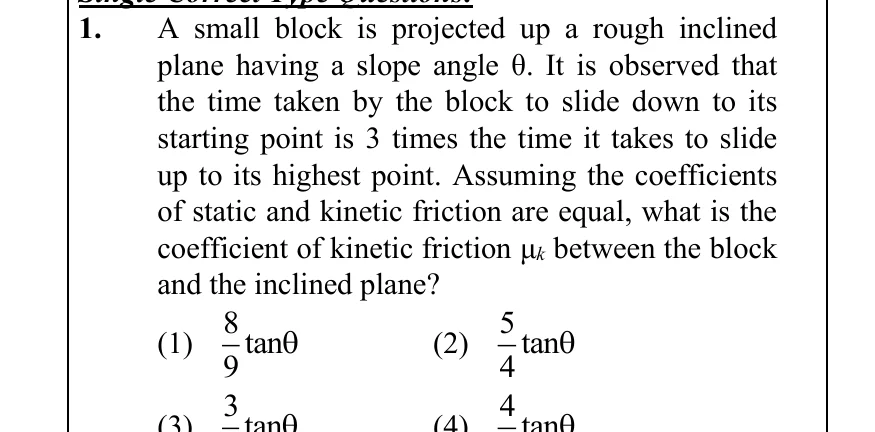 1. A small block is projected up a rough inclined
plane having a slope angle θ. It is observed that
the time taken by the block to slide down to its
starting point is 3 times the time it takes to slide
up to its highest point. Assuming the coefficients
of static and kinetic friction are equal, what is the
coefficient of kinetic friction μk between the block
and the inclined plane?
(1) 8/9 tanθ (2) 5/4 tanθ
(3) 3 tanθ (4) 4 tanθ